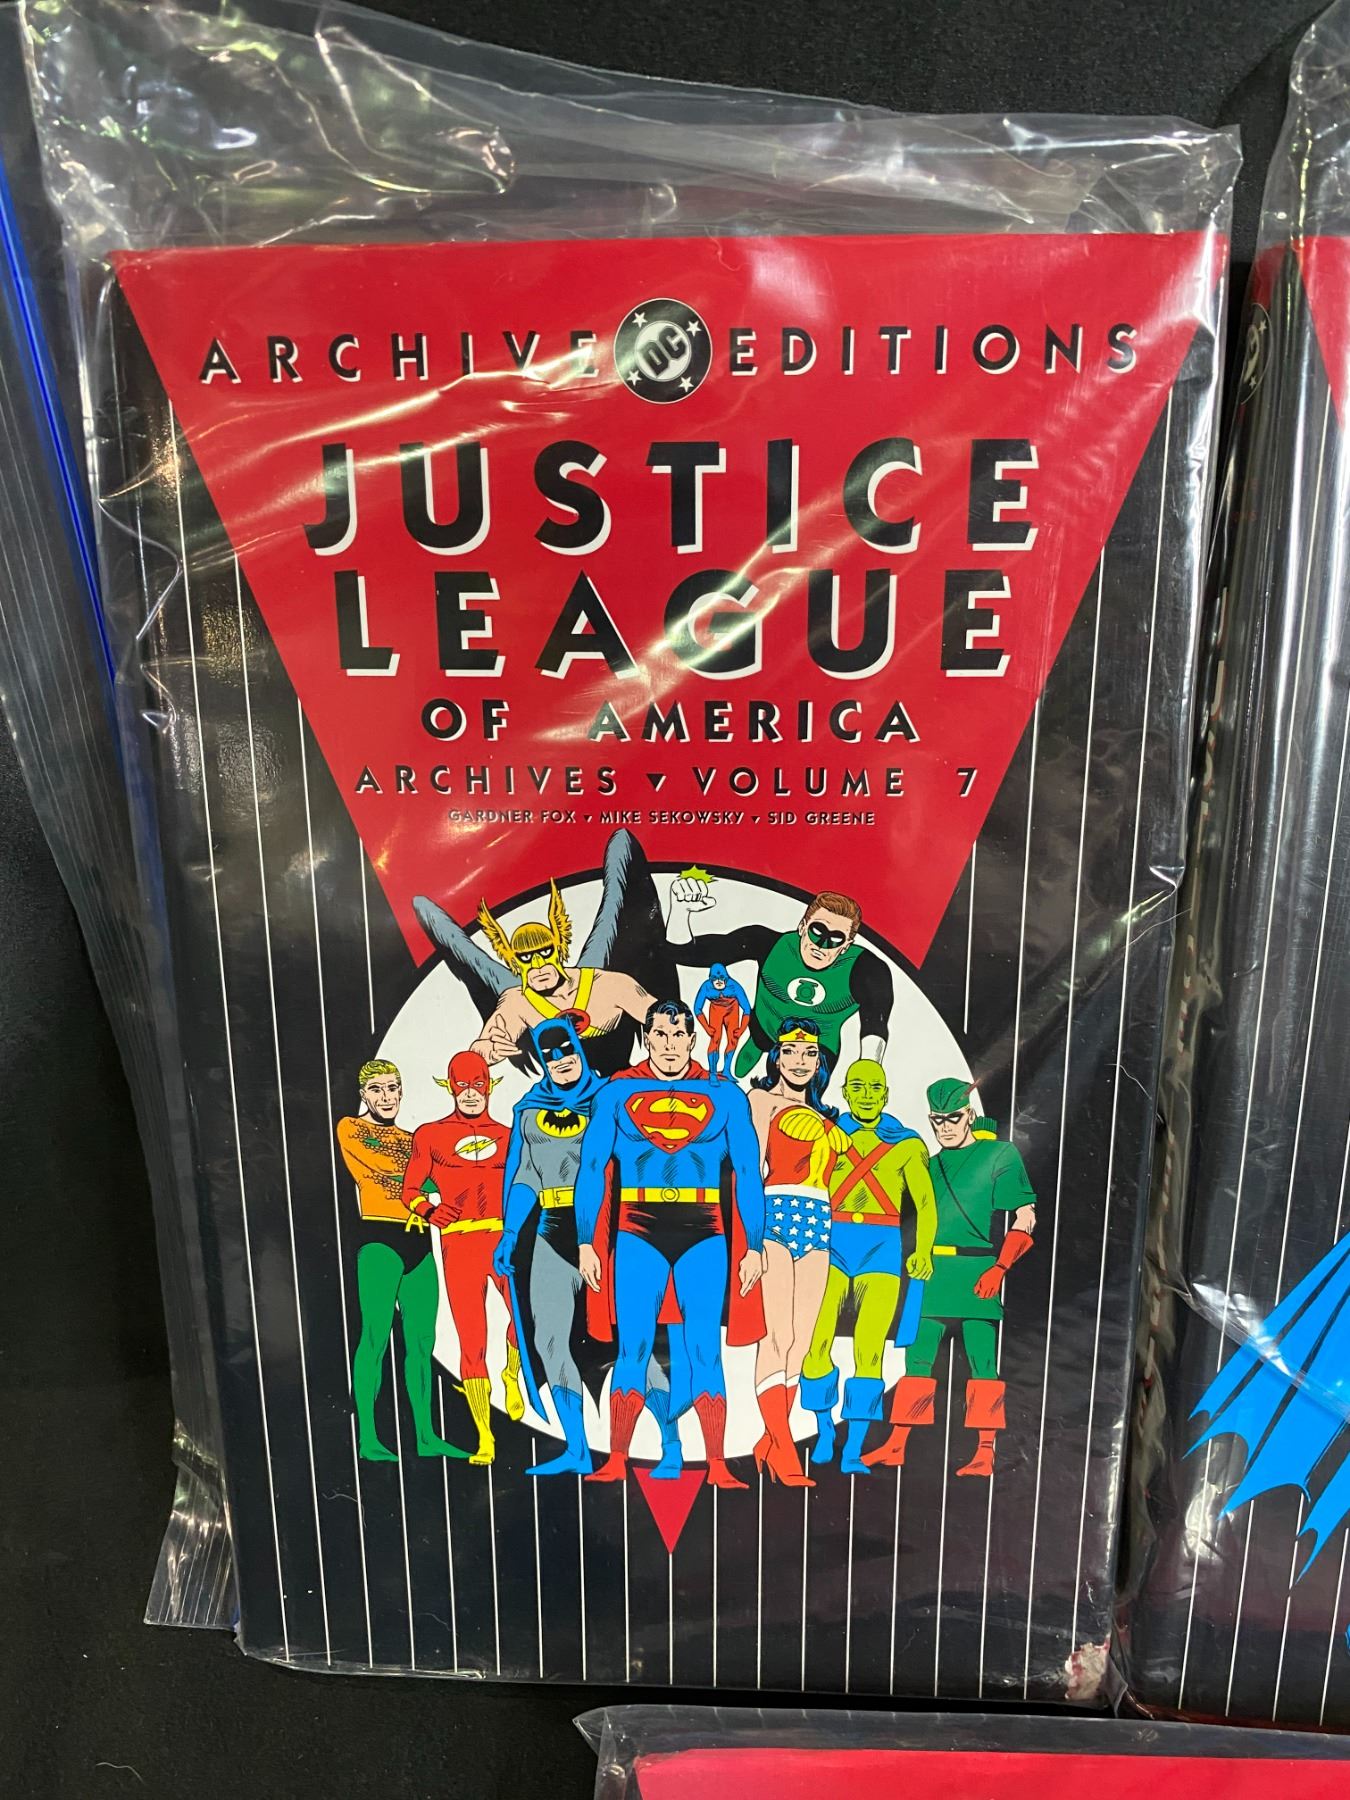 ARCHIVE DC EDITIONS
JUSTICE
LEAGUE
OF AMERICA
ARCHIVES ▾ VOLUME 7
GARDNER FOX ▾ MIKE SEKOWSKY ▾ SID GREENE